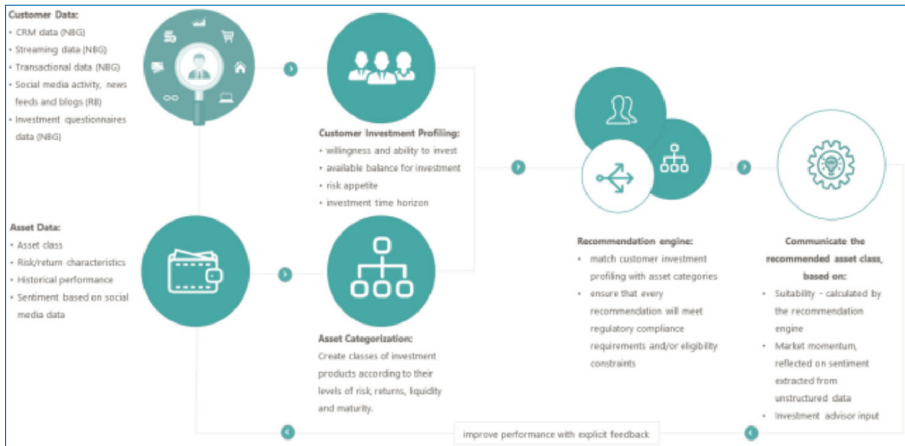 Customer Data:
• CRM data (NBG)
• Streaming data (NBG)
• Transactional data (NBG)
• Social media activity, news
feeds and blogs (RB)
• Investment questionnaires
data (NBG)
Customer Investment Profiling:
• willingness and ability to invest
• available balance for investment
• risk appetite
• investment time horizon
Asset Data:
• Asset class
• Risk/return characteristics
• Historical performance
• Sentiment based on social
media data
Asset Categorization:
Create classes of investment
products according to their
levels of risk, returns, liquidity
and maturity.
Recommendation engine:
• match customer investment
profiling with asset categories
• ensure that every
recommendation will meet
regulatory compliance
requirements and/or eligibility
constraints
Communicate the
recommended asset class,
based on:
• Suitability - calculated by
the recommendation
engine
• Market momentum,
reflected on sentiment
extracted from
unstructured data
• Investment advisor input
improve performance with explicit feedback